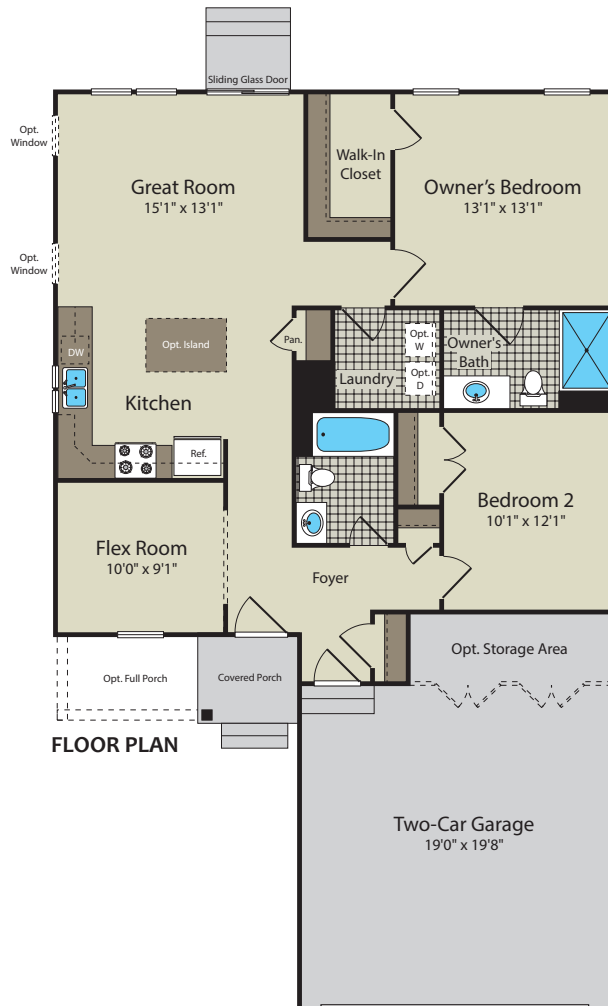 Sliding Glass Door
Opt.
Window
Great Room
15'1" x 13'1"
Walk-In
Closet
Owner's Bedroom
13'1" x 13'1"
Opt.
Window
DW
Opt. Island
Pan.
Kitchen
Ref.
Laundry
Opt.
W
Opt.
D
Owner's
Bath
Flex Room
10'0" x 9'1"
Bedroom 2
10'1" x 12'1"
Foyer
Opt. Full Porch
Covered Porch
Opt. Storage Area
FLOOR PLAN
Two-Car Garage
19'0" x 19'8"